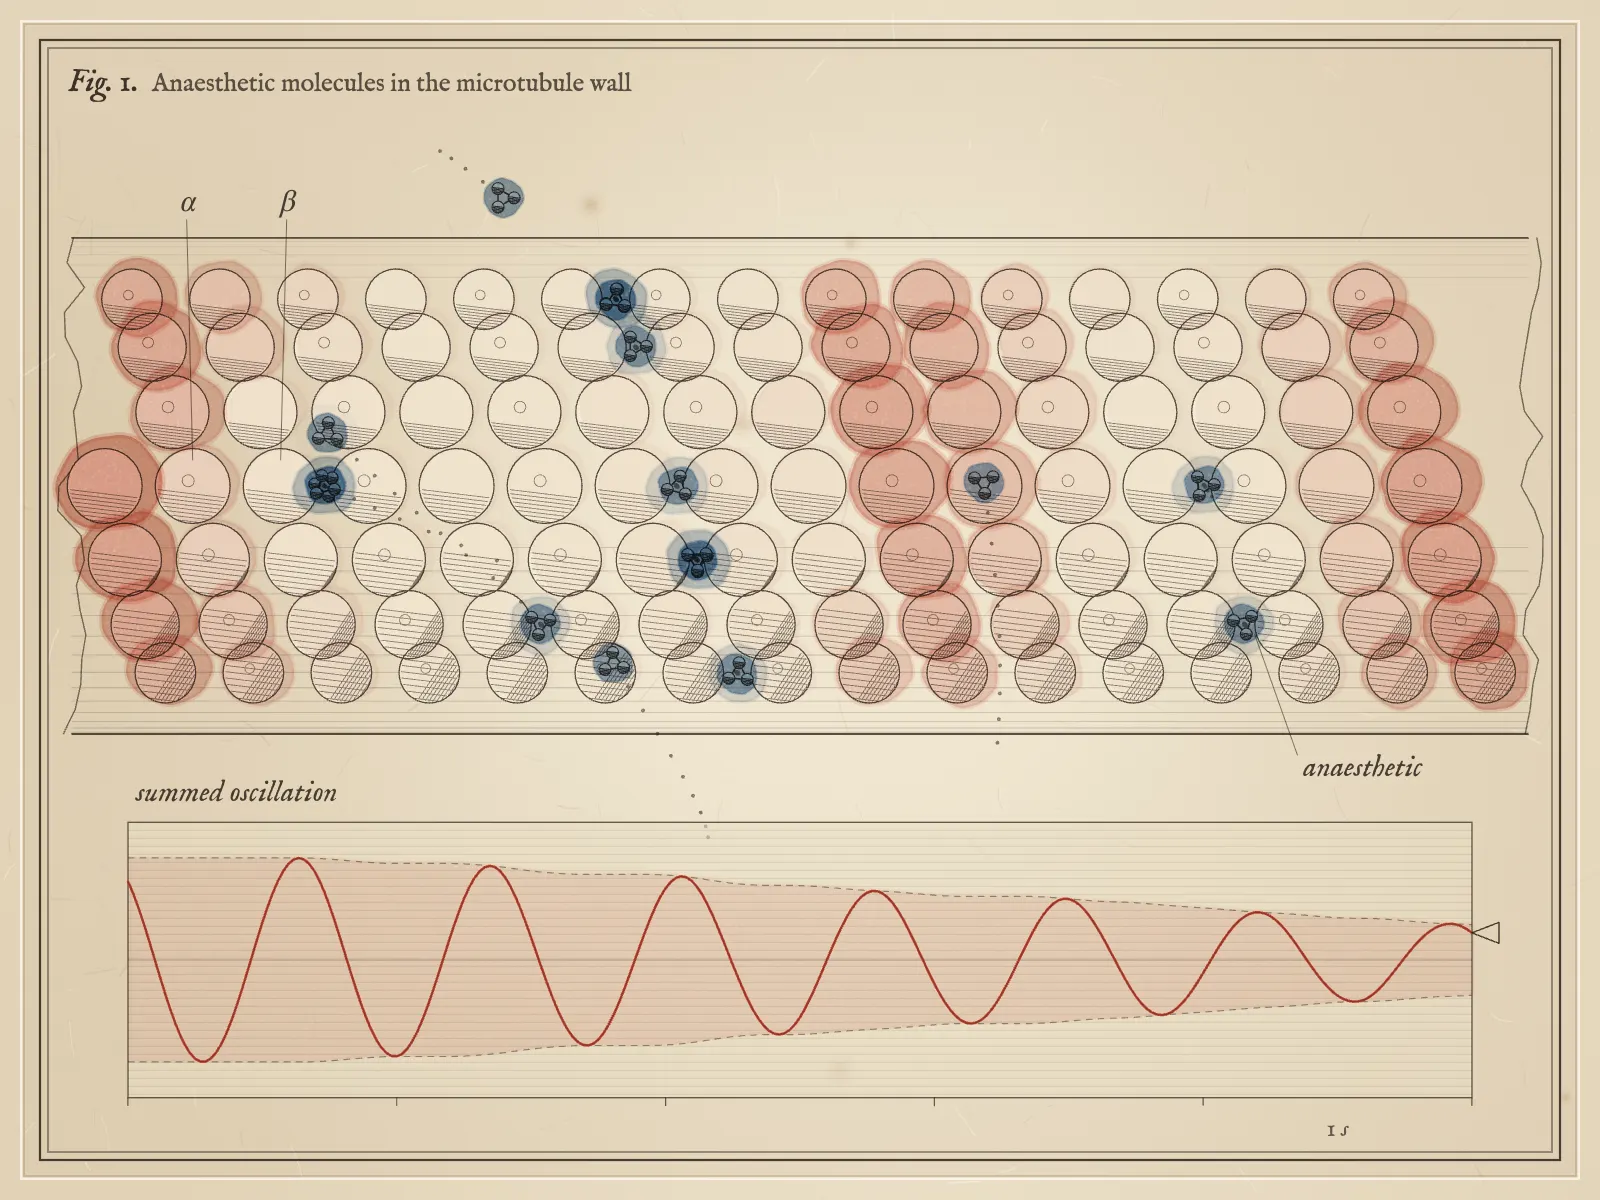 Fig. 1. Anaesthetic molecules in the microtubule wall
α β
anaesthetic
summed oscillation
1 s